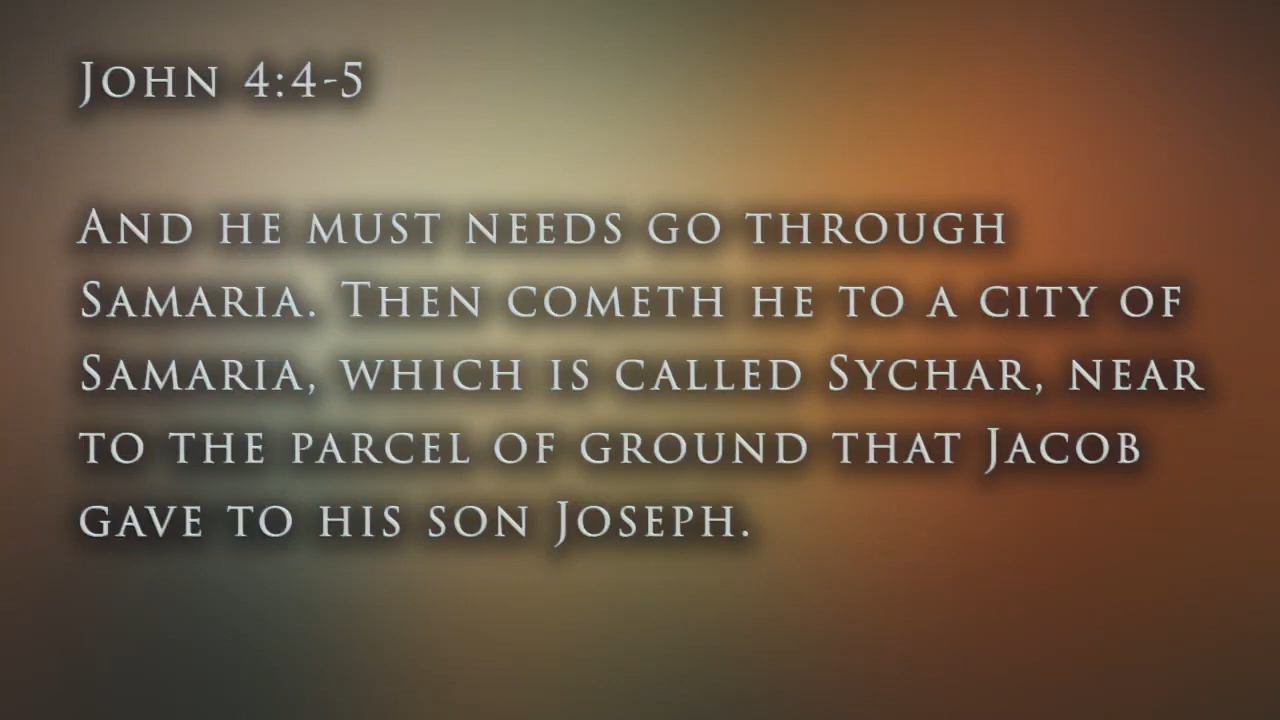 John 4:4-5
And he must needs go through
Samaria. Then cometh he to a city of
Samaria, which is called Sychar, near
to the parcel of ground that Jacob
gave to his son Joseph.